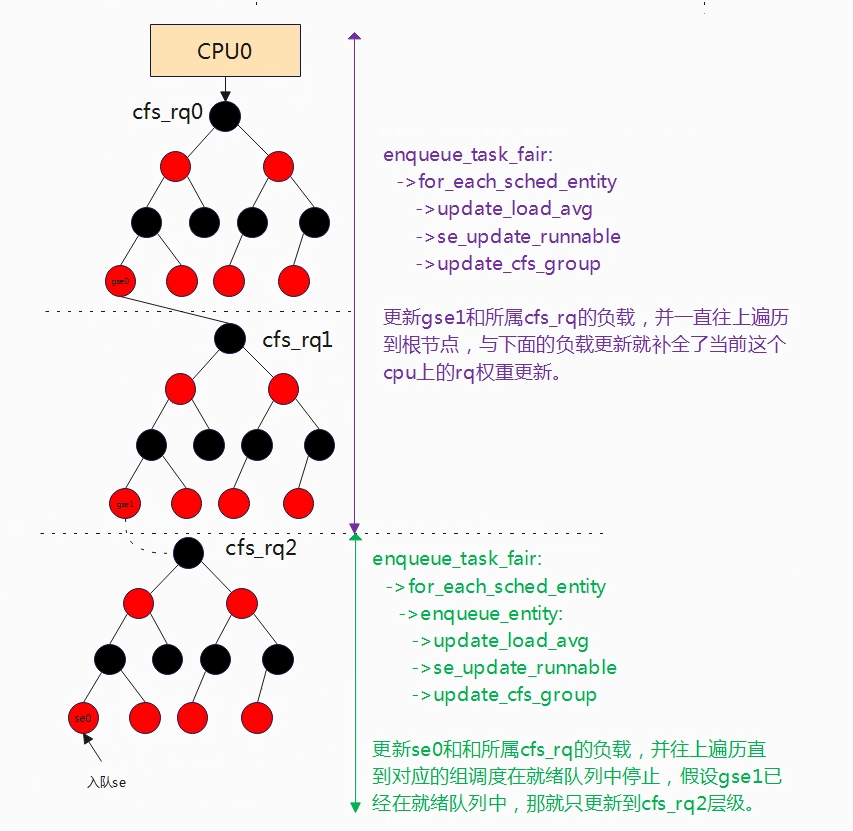 CPU0
cfs_rq0
gse0
enqueue_task_fair:
->for_each_sched_entity
->update_load_avg
->se_update_runnable
->update_cfs_group
更新gse1和所属cfs_rq的负载，并一直往上遍历
到根节点，与下面的负载更新就补全了当前这个
cpu上的rq权重更新。
cfs_rq1
gse1
cfs_rq2
enqueue_task_fair:
->for_each_sched_entity
->enqueue_entity:
->update_load_avg
->se_update_runnable
->update_cfs_group
se0
入队se
更新se0和和所属cfs_rq的负载，并往上遍历直
到对应的组调度在就绪队列中停止，假设gse1已
经在就绪队列中，那就只更新到cfs_rq2层级。